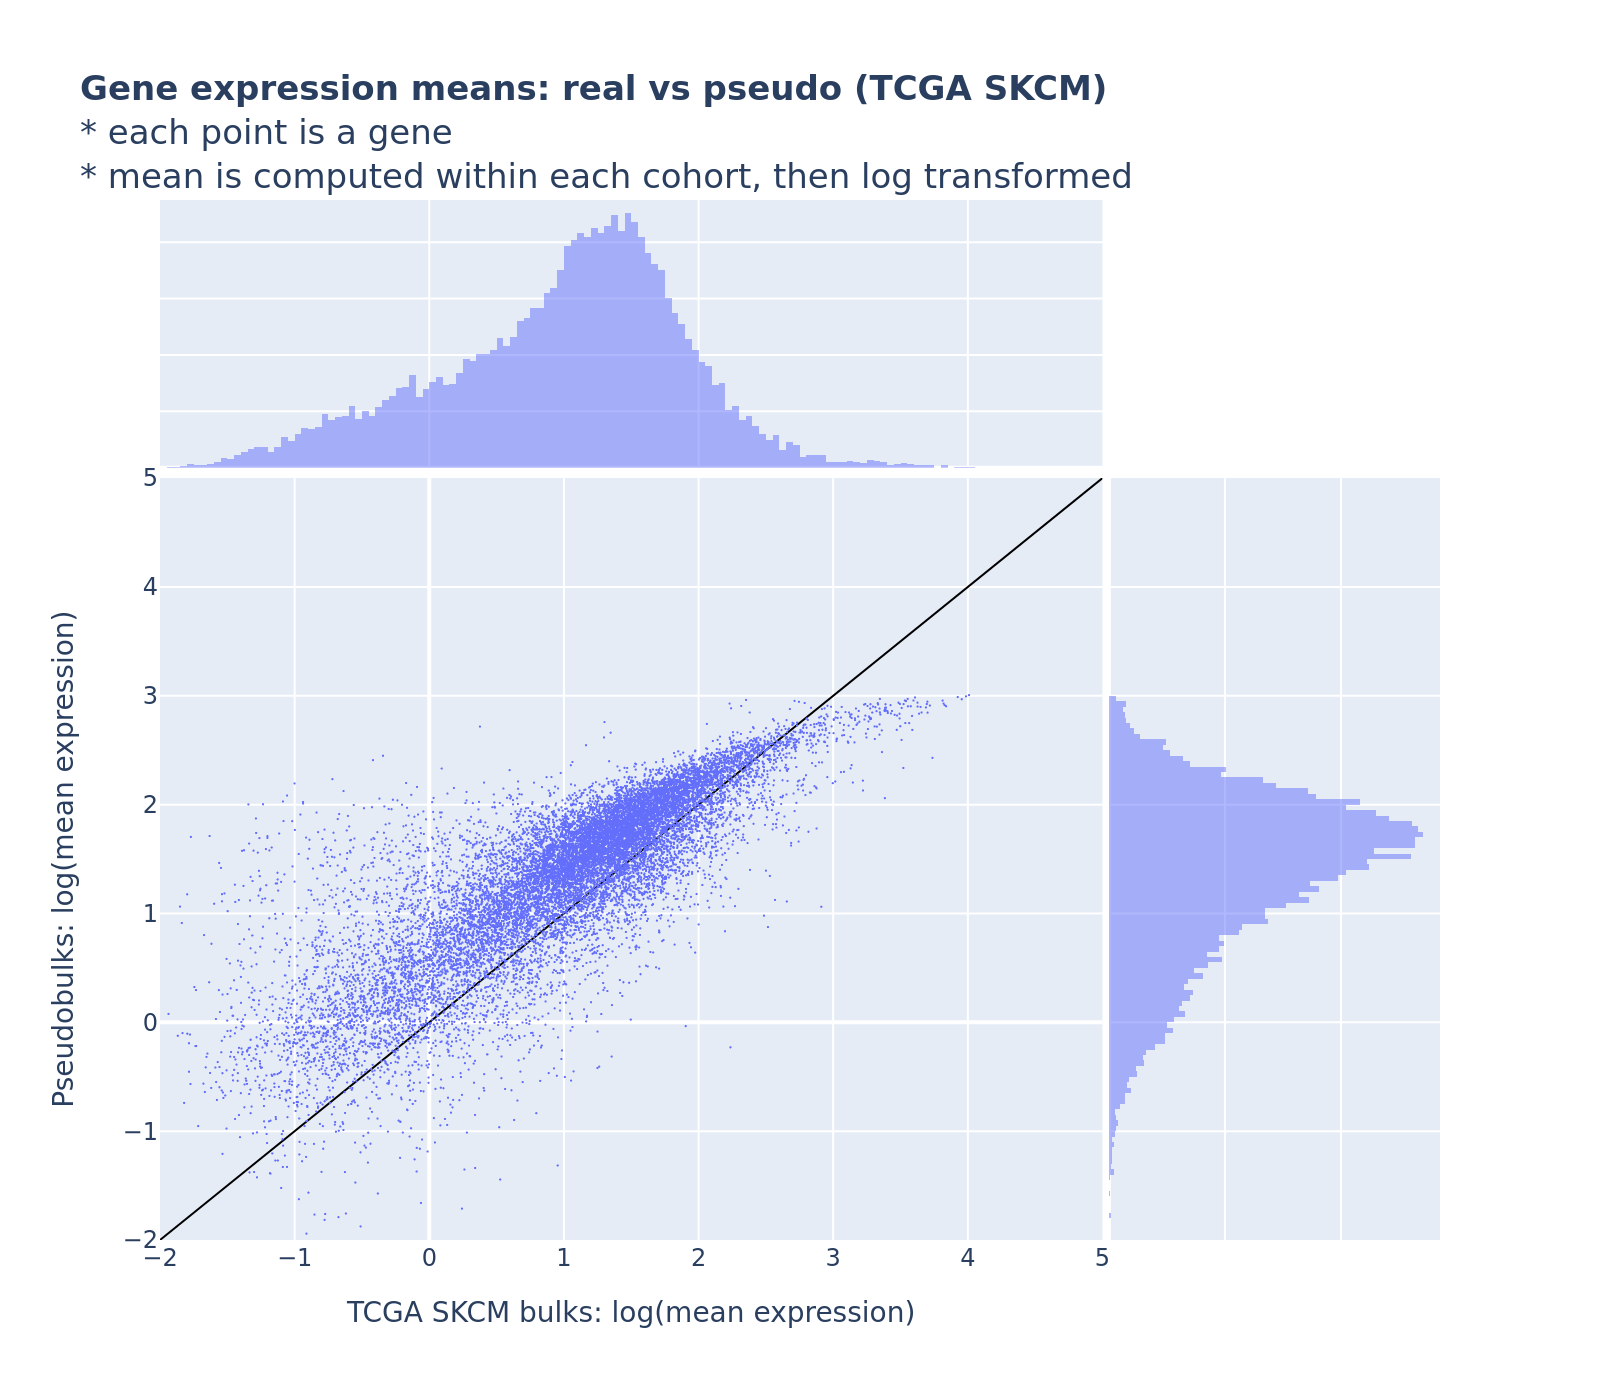 Gene expression means: real vs pseudo (TCGA SKCM)
* each point is a gene
* mean is computed within each cohort, then log transformed
5
4
3
2
1
0
−1
−2
Pseudobulks: log(mean expression)
−2 −1 0 1 2 3 4 5
TCGA SKCM bulks: log(mean expression)